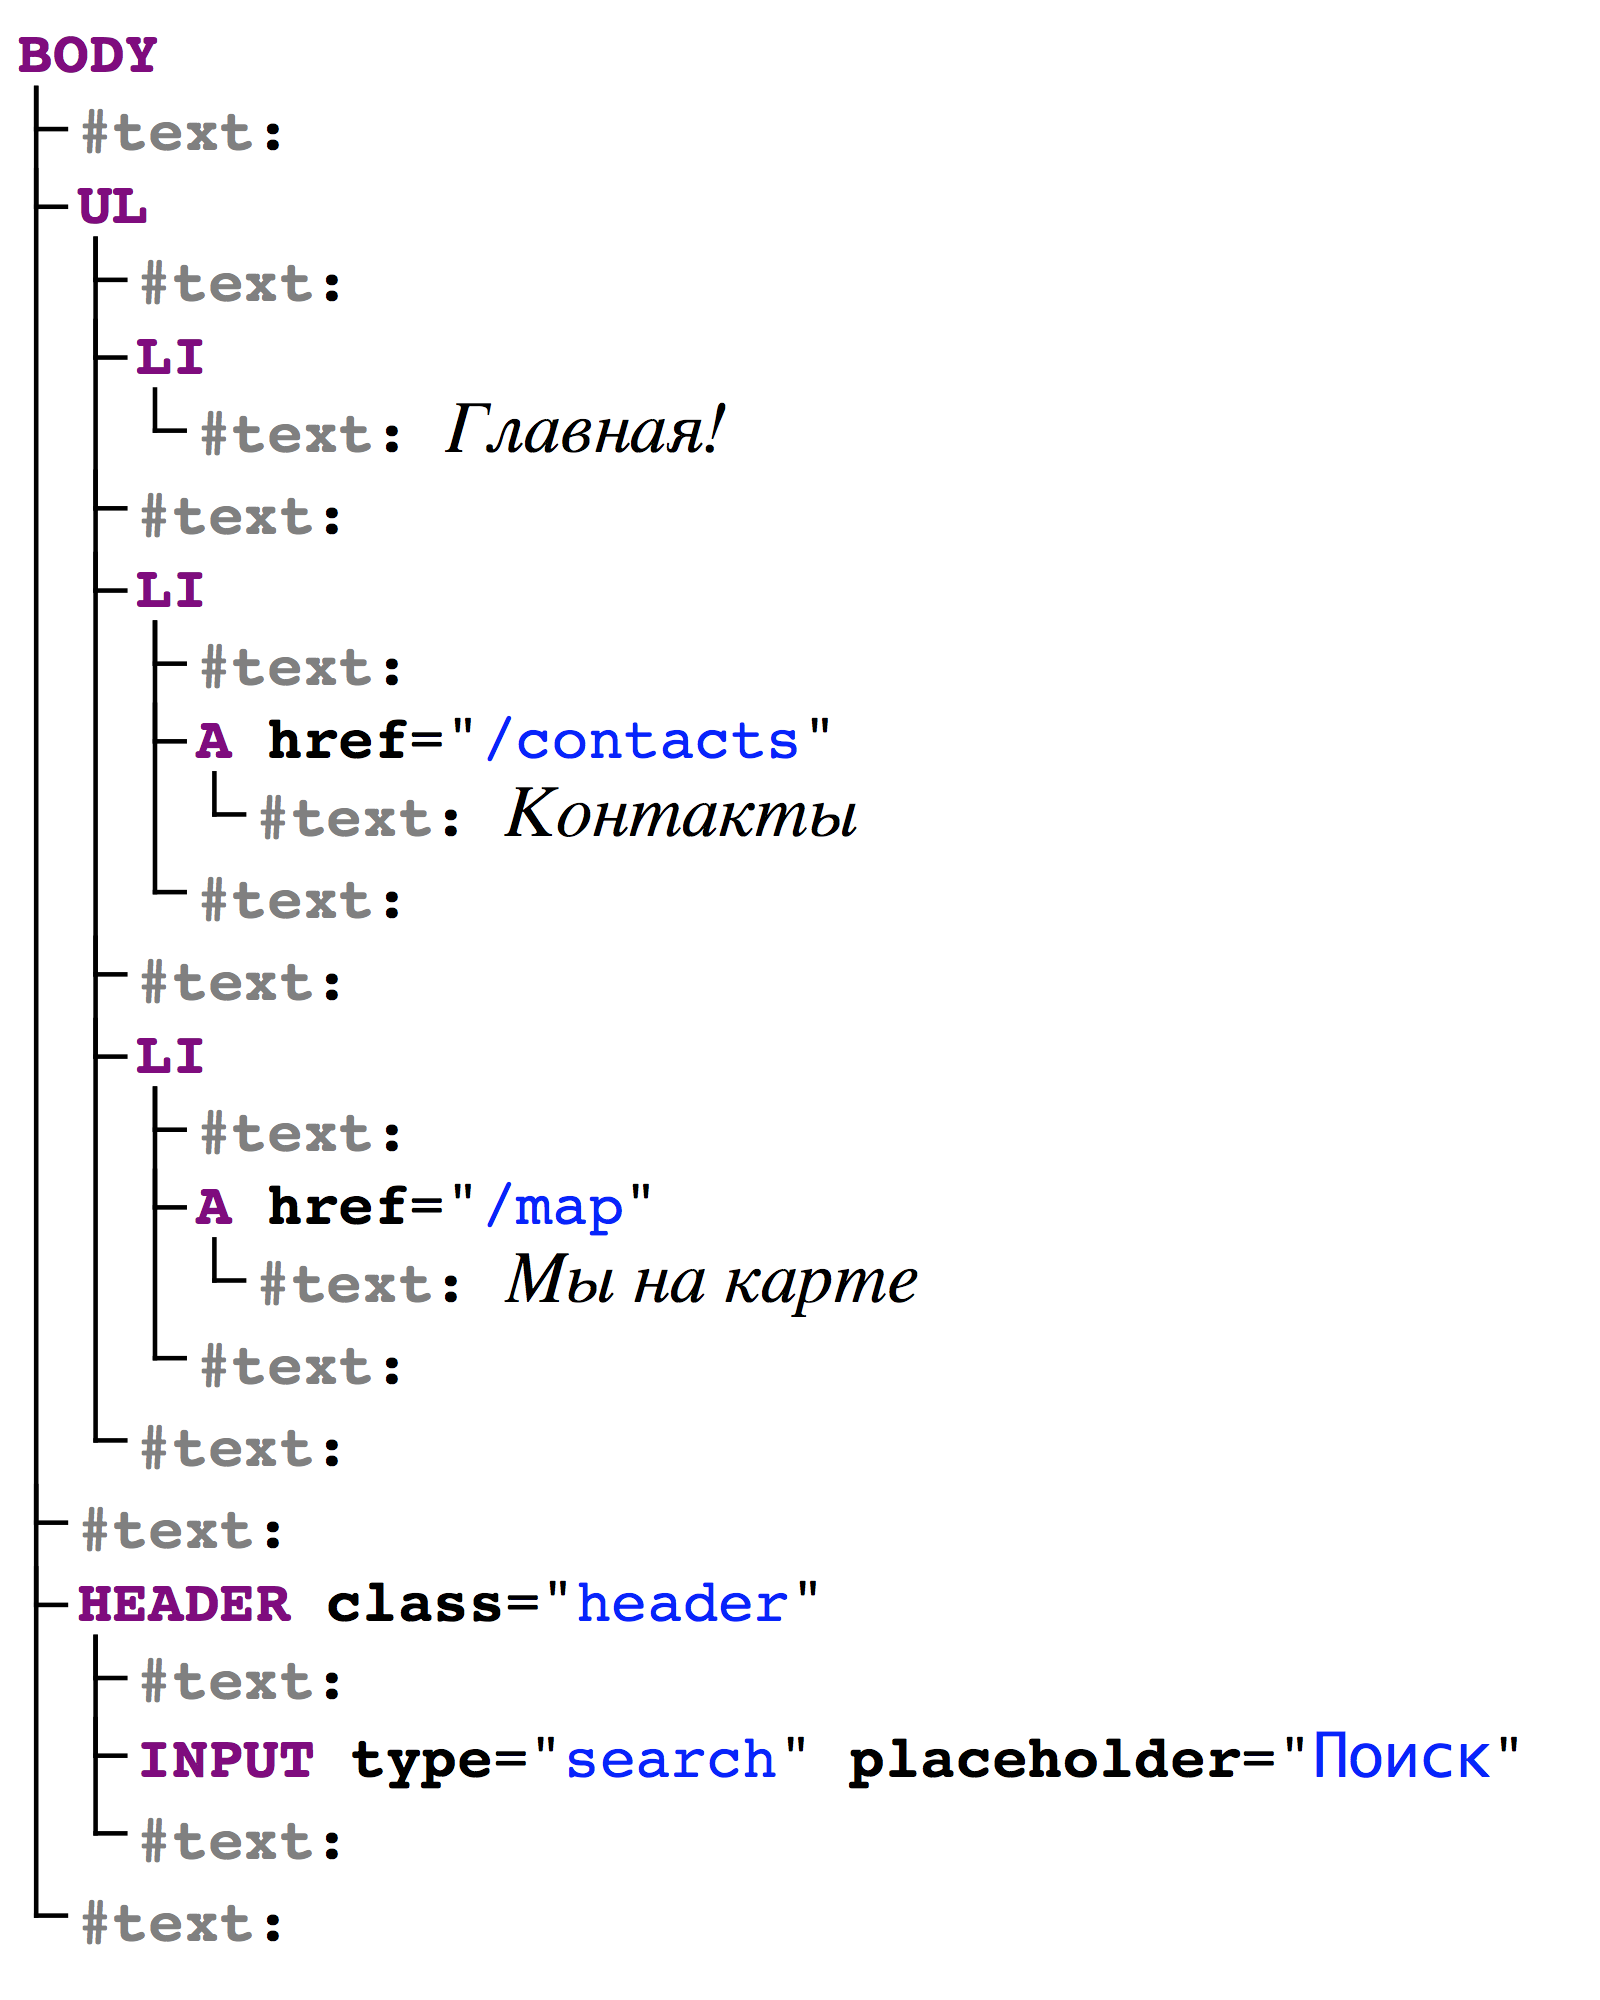 BODY
#text:
UL
#text:
LI
#text: Главная!
#text:
LI
#text:
A href="/contacts"
#text: Контакты
#text:
#text:
LI
#text:
A href="/map"
#text: Мы на карте
#text:
#text:
#text:
HEADER class="header"
#text:
INPUT type="search" placeholder="Поиск"
#text:
#text: